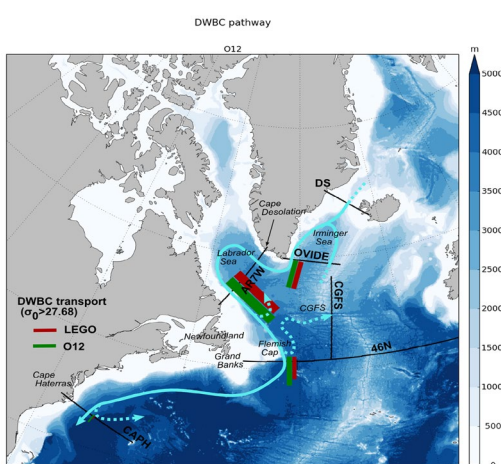 DWBC pathway
O12
m
5000
4500
4000
3500
3000
2500
2000
1500
1000
500
0
DS
Cape
Desolation
Irminger
Sea
Labrador
Sea
OVIDE
AR7W
CGFS
CGFS
DWBC transport
(σ0>27.68)
LEGO
O12
Newfoundland
Flemish
Cap
46N
Grand
Banks
Cape
Hatteras
CAPH